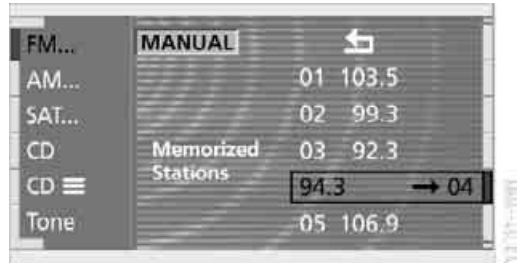 FM...
MANUAL
AM...
01 103.5
SAT...
02 99.3
CD
Memorized
Stations
03 92.3
CD
94.3 → 04
Tone
05 106.9